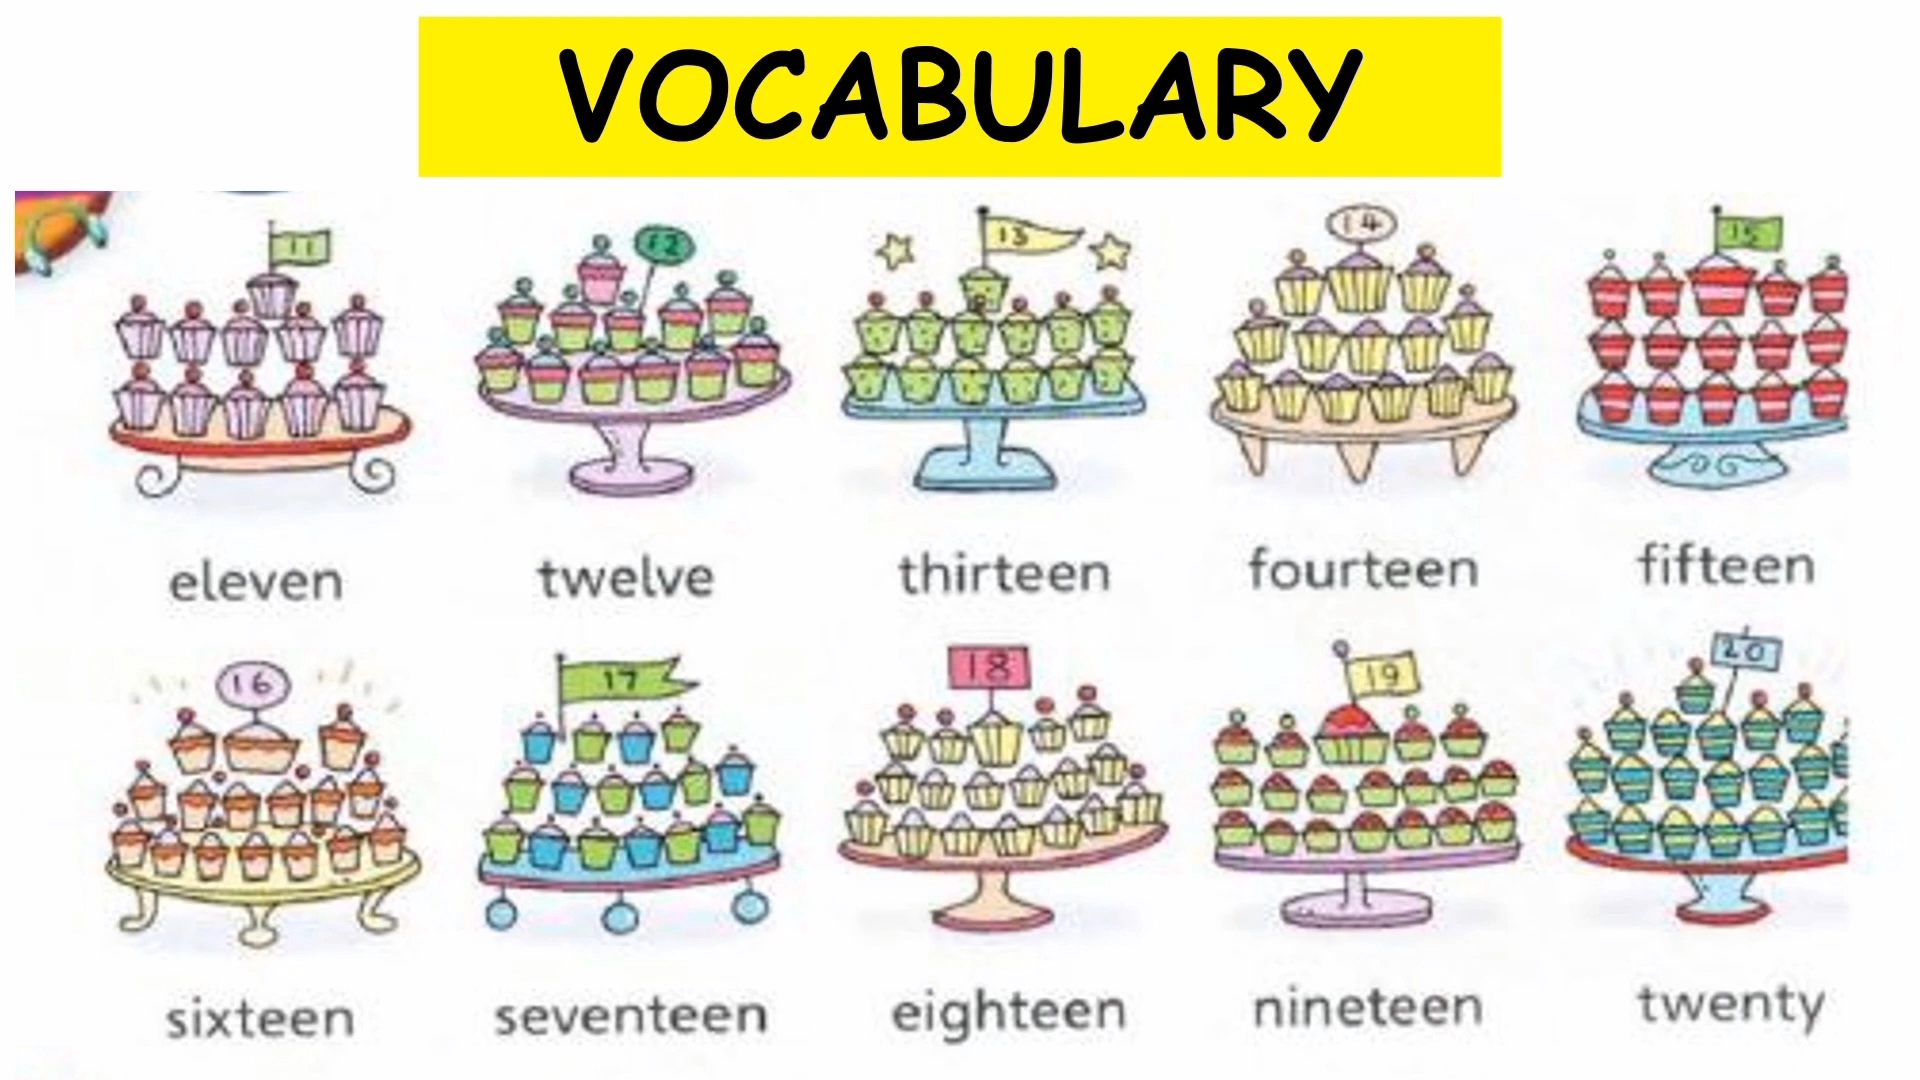 VOCABULARY
11 12 13 14 15
eleven twelve thirteen fourteen fifteen
16 17 18 19 20
sixteen seventeen eighteen nineteen twenty